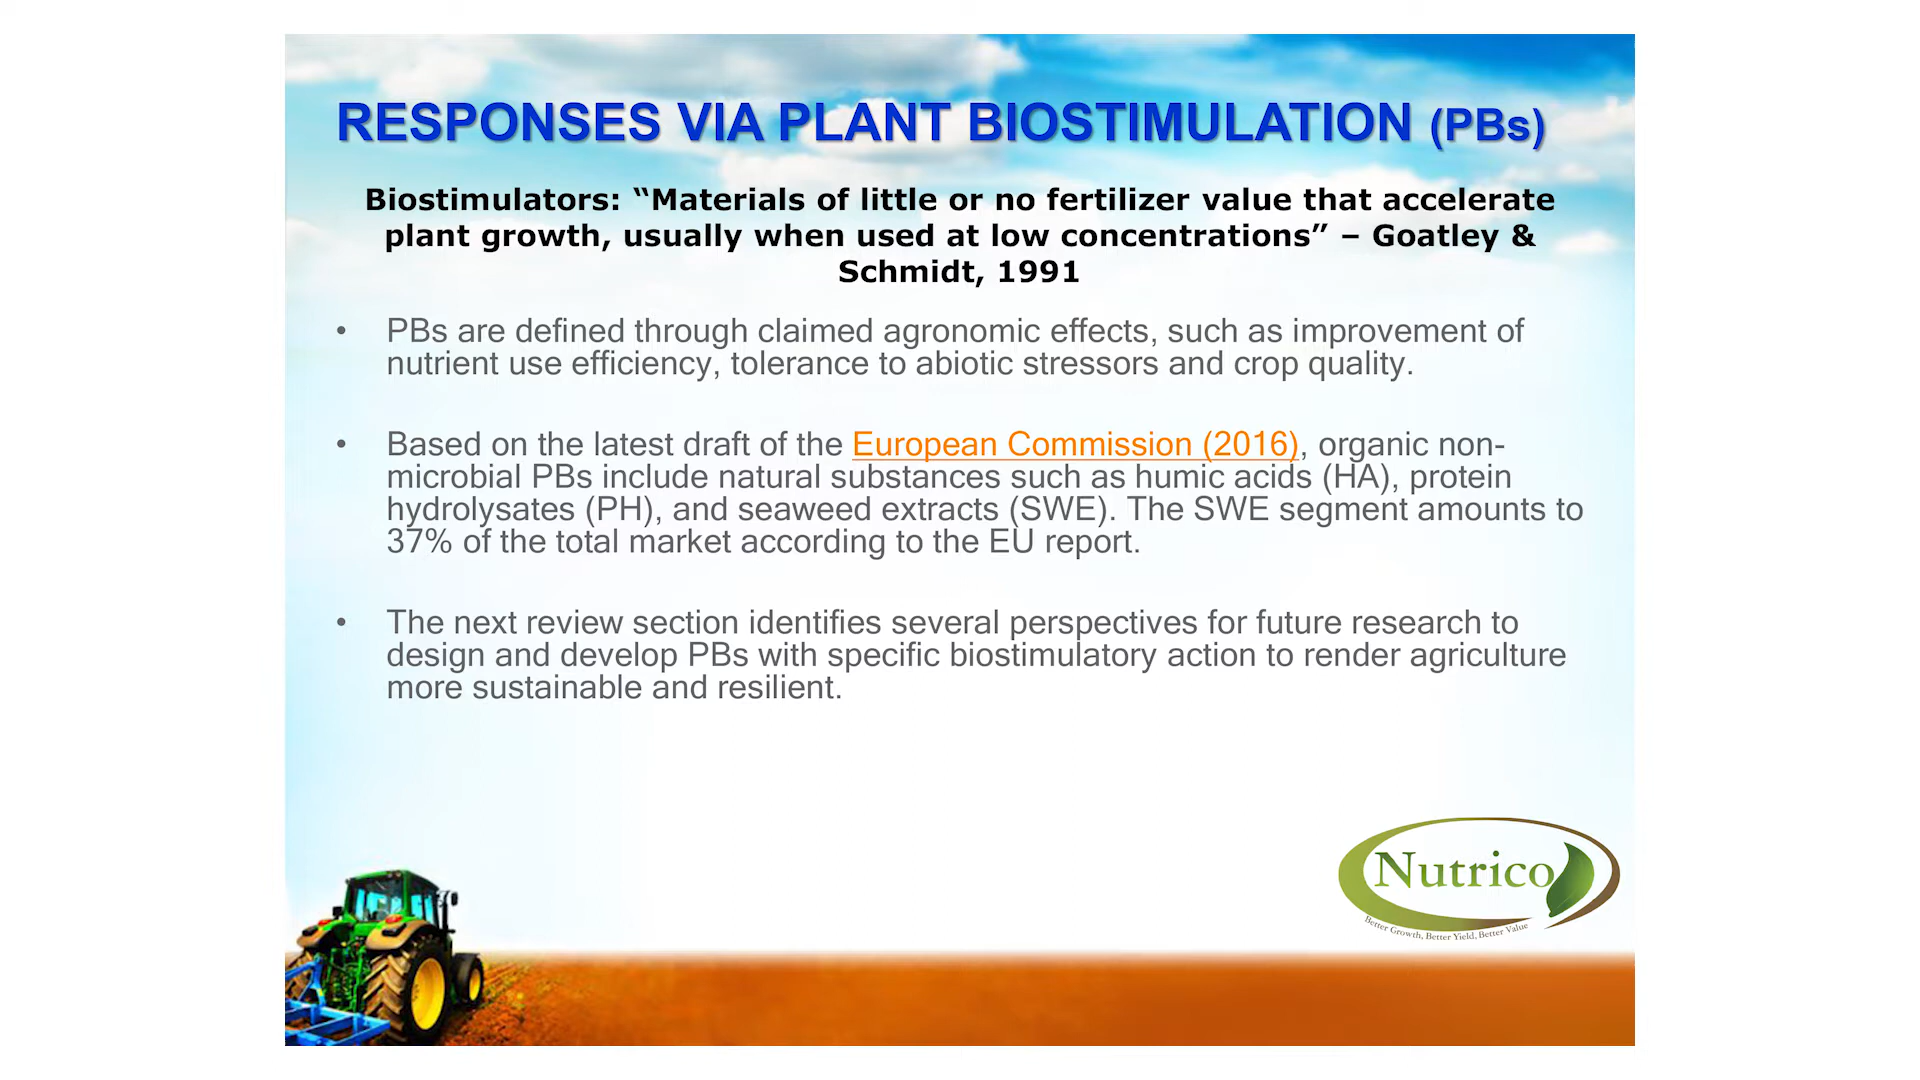 RESPONSES VIA PLANT BIOSTIMULATION (PBs)
Biostimulators: “Materials of little or no fertilizer value that accelerate
plant growth, usually when used at low concentrations” – Goatley &
Schmidt, 1991
• PBs are defined through claimed agronomic effects, such as improvement of
nutrient use efficiency, tolerance to abiotic stressors and crop quality.
• Based on the latest draft of the European Commission (2016), organic non-
microbial PBs include natural substances such as humic acids (HA), protein
hydrolysates (PH), and seaweed extracts (SWE). The SWE segment amounts to
37% of the total market according to the EU report.
• The next review section identifies several perspectives for future research to
design and develop PBs with specific biostimulatory action to render agriculture
more sustainable and resilient.
Nutrico
Better Growth, Better Yield, Better Value